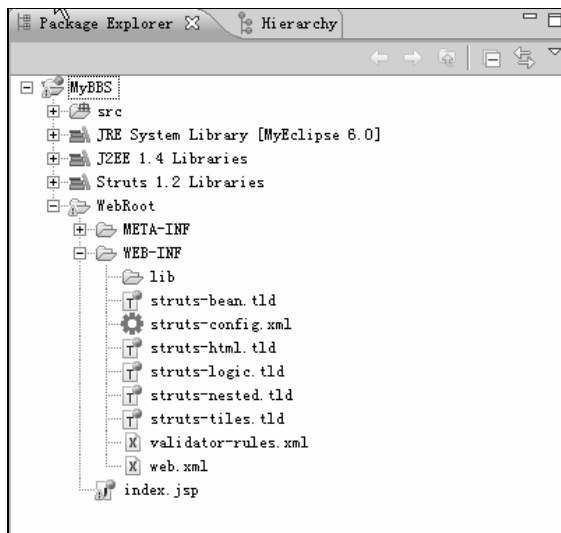 Package Explorer Hierarchy
MyBBS
src
JRE System Library [MyEclipse 6.0]
J2EE 1.4 Libraries
Struts 1.2 Libraries
WebRoot
META-INF
WEB-INF
lib
struts-bean.tld
struts-config.xml
struts-html.tld
struts-logic.tld
struts-nested.tld
struts-tiles.tld
validator-rules.xml
web.xml
index.jsp